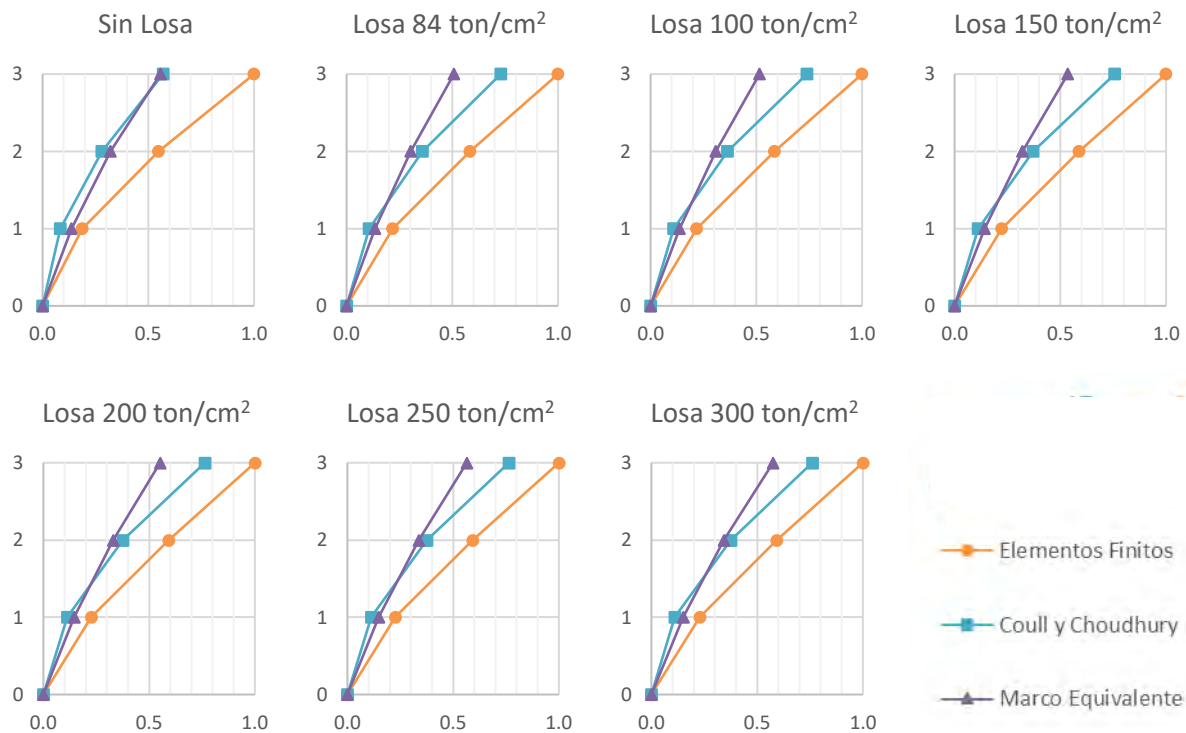 Sin Losa
Losa 84 ton/cm²
Losa 100 ton/cm²
Losa 150 ton/cm²
3
2
1
0
0.0 0.5 1.0
3
2
1
0
0.0 0.5 1.0
3
2
1
0
0.0 0.5 1.0
3
2
1
0
0.0 0.5 1.0
Losa 200 ton/cm²
Losa 250 ton/cm²
Losa 300 ton/cm²
3
2
1
0
0.0 0.5 1.0
3
2
1
0
0.0 0.5 1.0
3
2
1
0
0.0 0.5 1.0
Elementos Finitos
Coull y Choudhury
Marco Equivalente